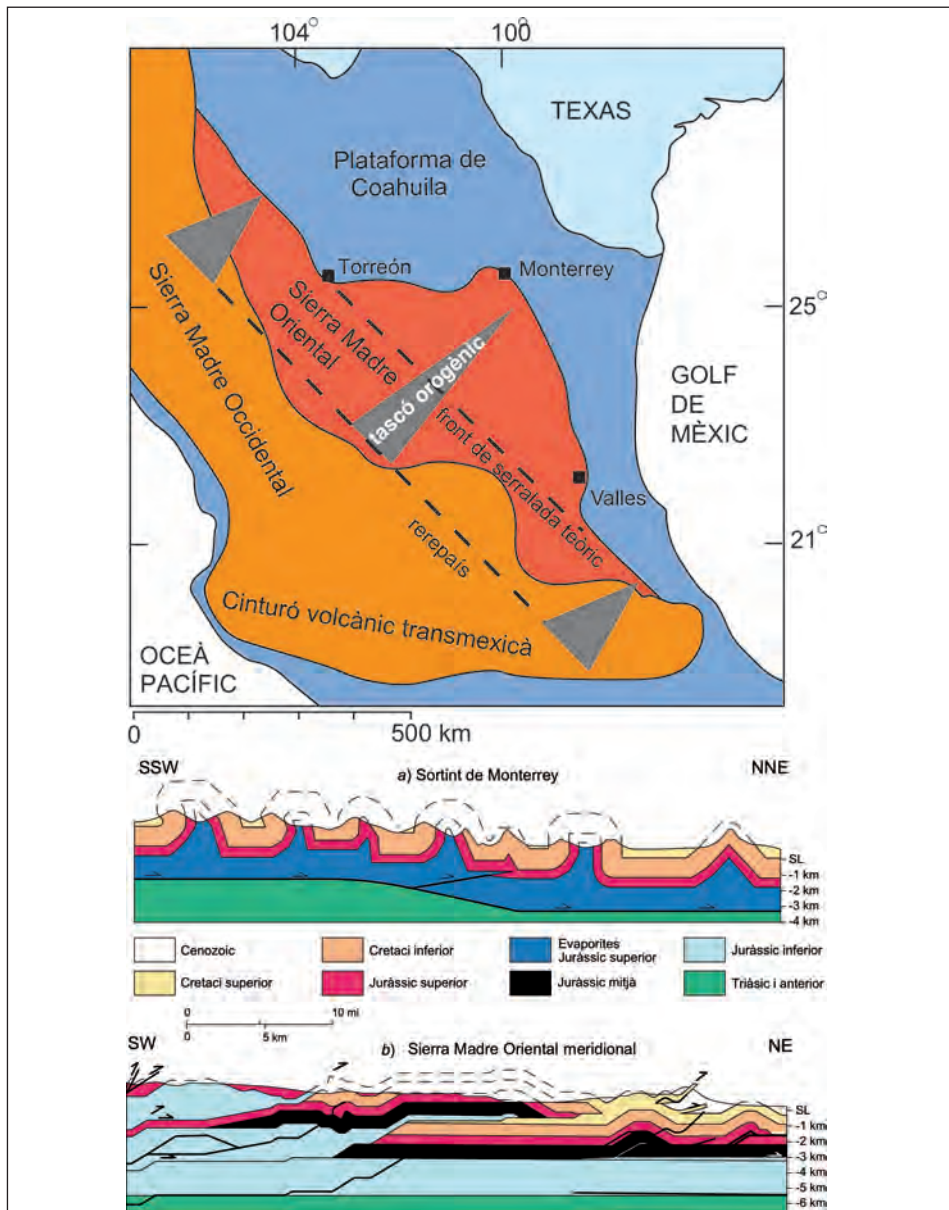 104°
100°
TEXAS
Plataforma de
Coahuila
Torreón
Monterrey
25°
Sierra Madre
Oriental
Sierra Madre Occidental
tascó orogènic
GOLF
DE
MÈXIC
front de serralada teòric
Valles
rerepaís
21°
Cinturó volcànic transmexicà
OCEÀ
PACÍFIC
0
500 km
SSW
a) Sortint de Monterrey
NNE
SL
-1 km
-2 km
-3 km
-4 km
Cenozoic
Cretaci inferior
Evaporites
Juràssic superior
Juràssic inferior
Cretaci superior
Juràssic superior
Juràssic mitjà
Triàsic i anterior
0
10 mi
0
5 km
SW
b) Sierra Madre Oriental meridional
NE
SL
-1 km
-2 km
-3 km
-4 km
-5 km
-6 km